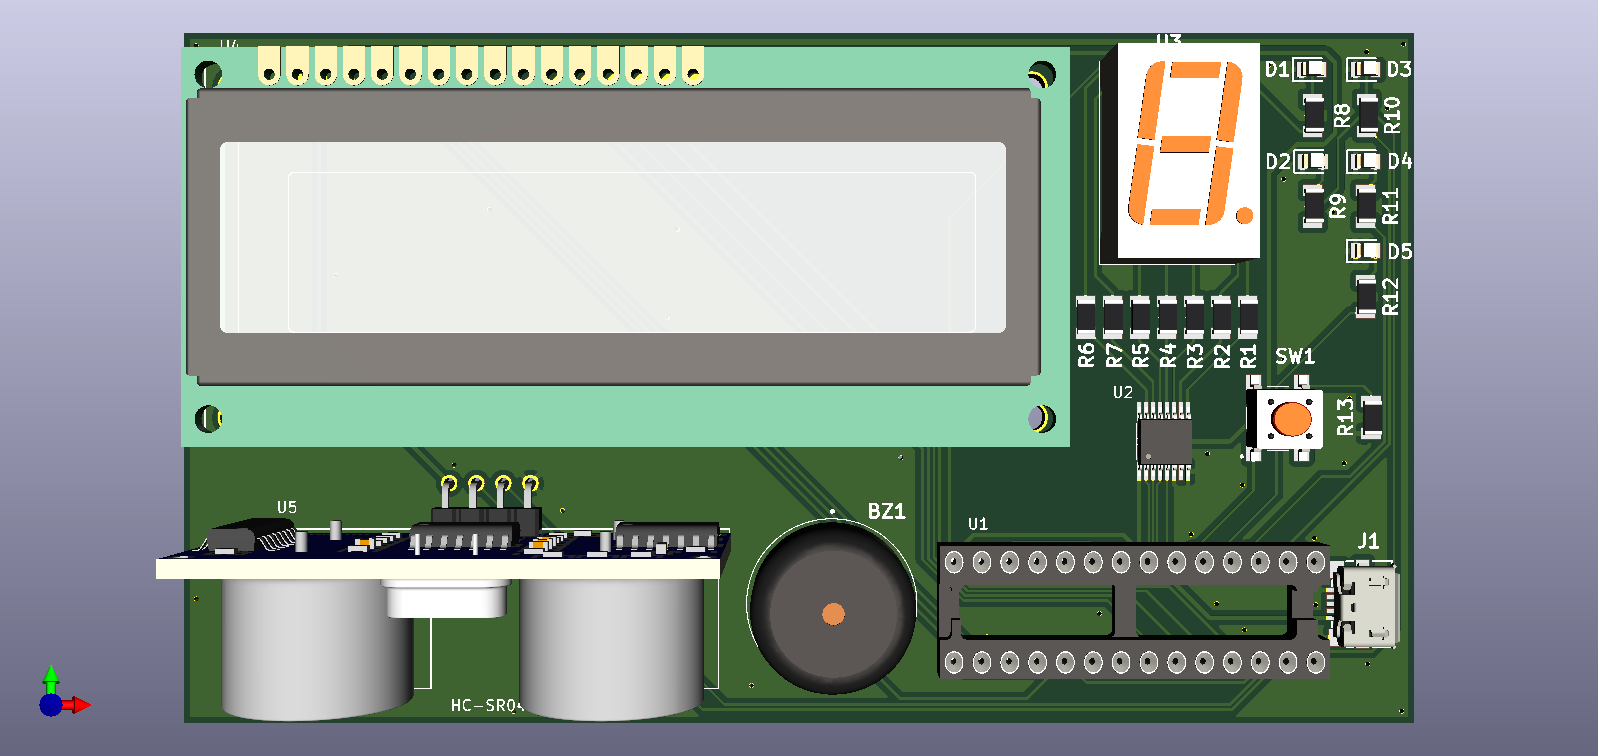 U4
U3
D1
D3
R8
R10
D2
D4
R9
R11
D5
R12
R6
R7
R5
R4
R3
R2
R1
SW1
U2
R13
U5
BZ1
U1
J1
HC-SR04